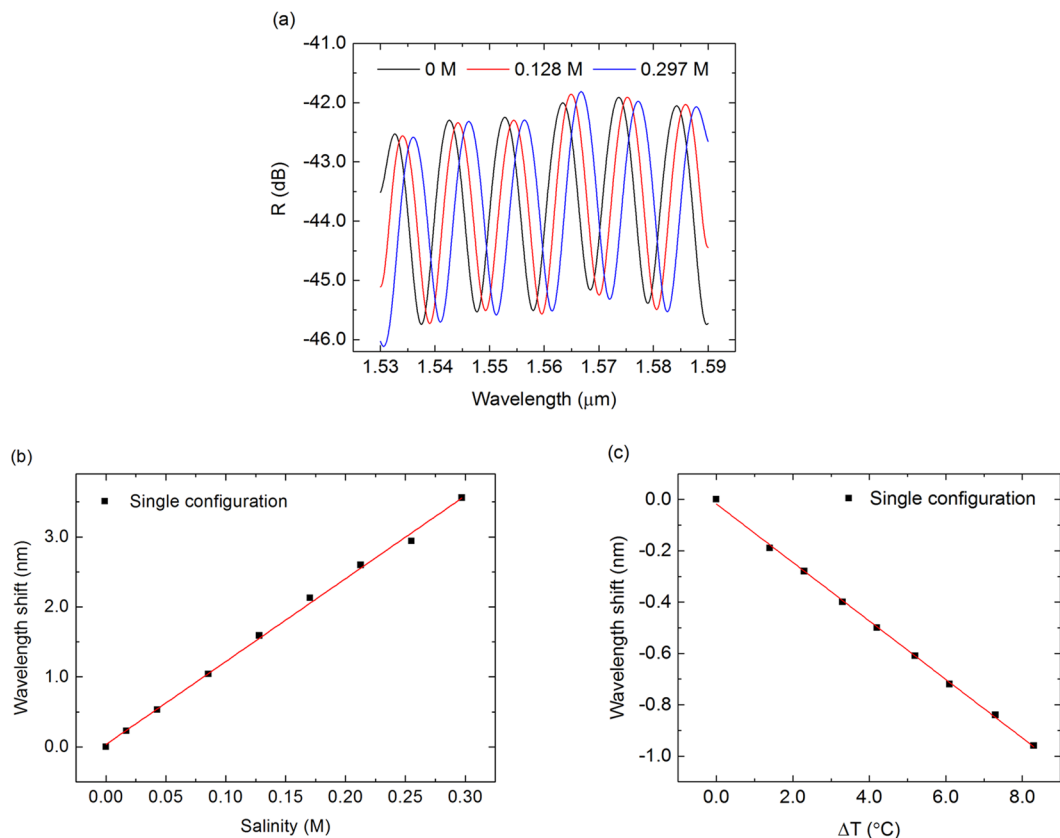 (a)
-41.0
0 M 0.128 M 0.297 M
-42.0
-43.0
R (dB)
-44.0
-45.0
-46.0
1.53 1.54 1.55 1.56 1.57 1.58 1.59
Wavelength (μm)
(b)
Single configuration
3.0
2.0
1.0
0.0
Wavelength shift (nm)
0.00 0.05 0.10 0.15 0.20 0.25 0.30
Salinity (M)
(c)
0.0
Single configuration
-0.2
-0.4
-0.6
-0.8
-1.0
Wavelength shift (nm)
0.0 2.0 4.0 6.0 8.0
ΔT (°C)